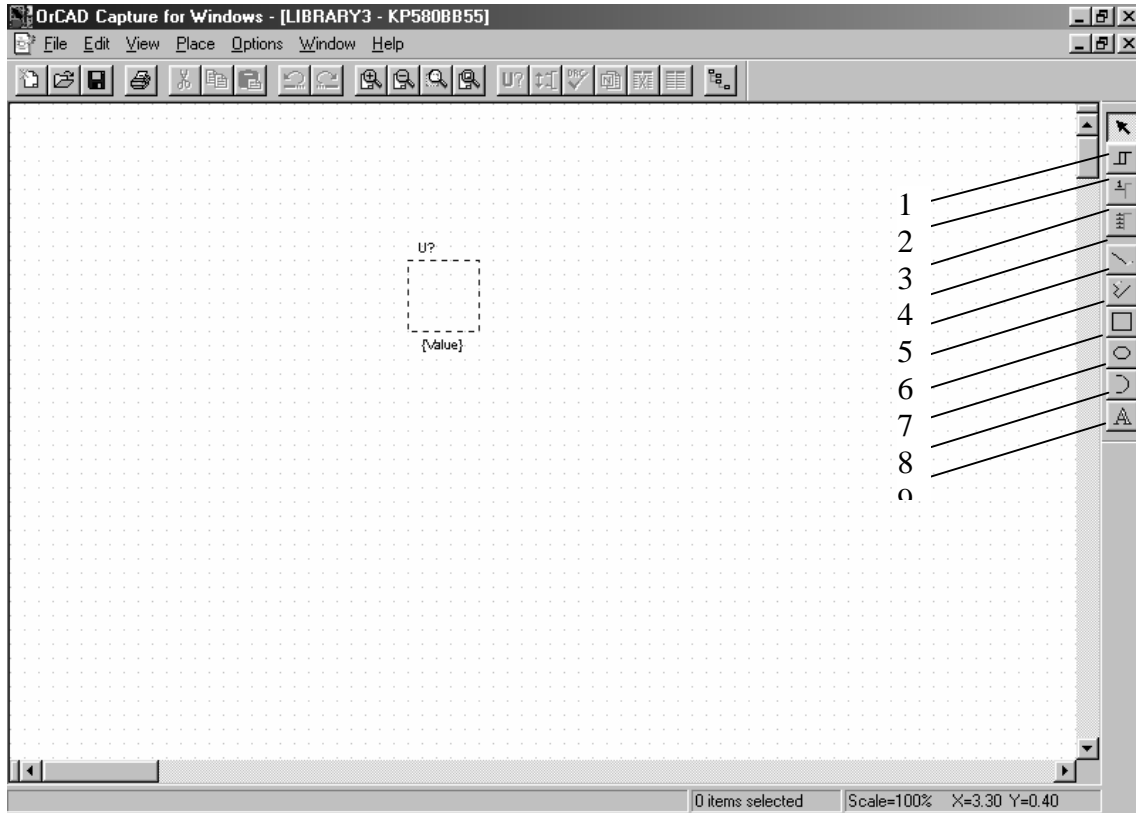 OrCAD Capture for Windows - [LIBRARY3 - KP580BB55]
File Edit View Place Options Window Help
U?
1
2
3
4
5
6
7
8
9
U?
{Value}
A
0 items selected
Scale=100% X=3.30 Y=0.40